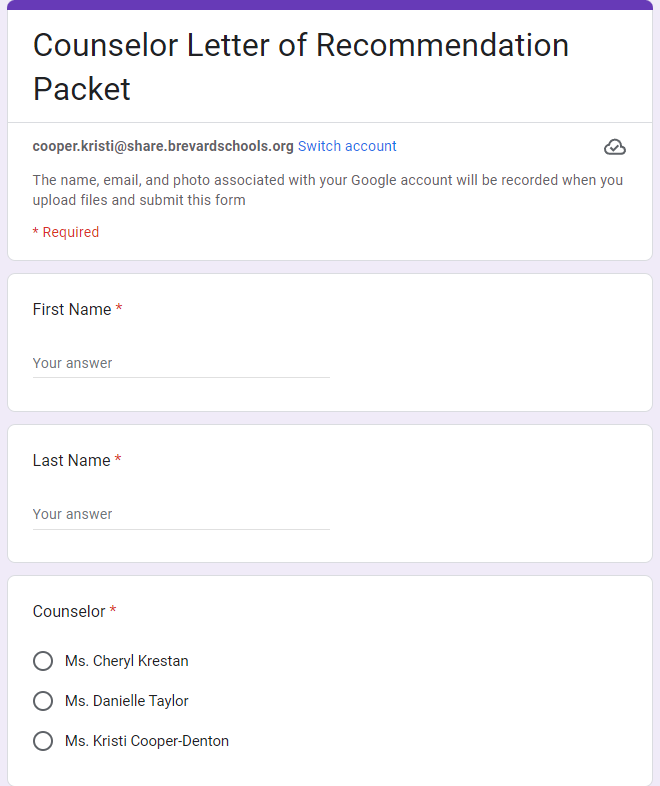 Counselor Letter of Recommendation
Packet
cooper.kristi@share.brevardschools.org Switch account
The name, email, and photo associated with your Google account will be recorded when you
upload files and submit this form
* Required
First Name *
Your answer
Last Name *
Your answer
Counselor *
Ms. Cheryl Krestan
Ms. Danielle Taylor
Ms. Kristi Cooper-Denton